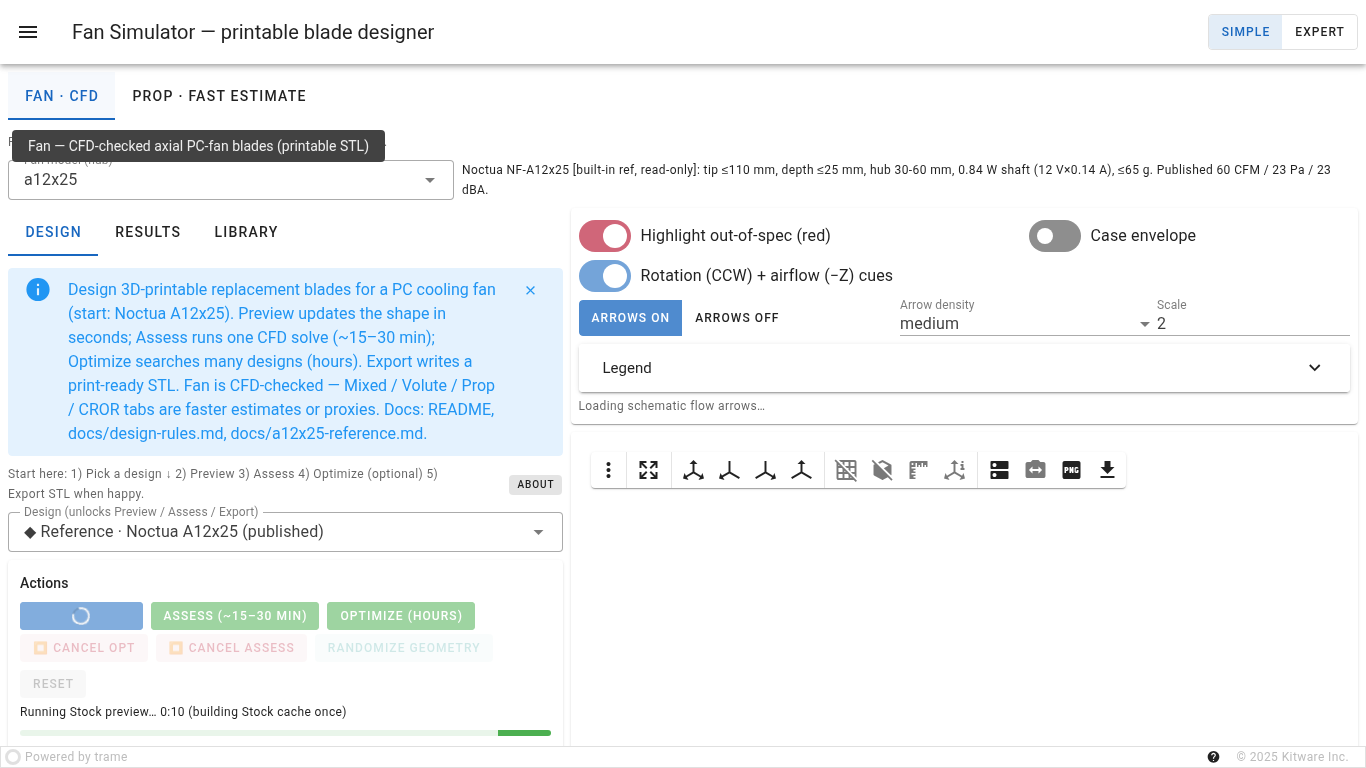 Fan Simulator — printable blade designer
SIMPLE
EXPERT
FAN · CFD
PROP · FAST ESTIMATE
Fan — CFD-checked axial PC-fan blades (printable STL)
a12x25
Noctua NF-A12x25 [built-in ref, read-only]: tip ≤110 mm, depth ≤25 mm, hub 30-60 mm, 0.84 W shaft (12 V×0.14 A), ≤65 g. Published 60 CFM / 23 Pa / 23
dBA.
DESIGN
RESULTS
LIBRARY
Design 3D-printable replacement blades for a PC cooling fan
(start: Noctua A12x25). Preview updates the shape in
seconds; Assess runs one CFD solve (~15–30 min);
Optimize searches many designs (hours). Export writes a
print-ready STL. Fan is CFD-checked — Mixed / Volute / Prop
/ CROR tabs are faster estimates or proxies. Docs: README,
docs/design-rules.md, docs/a12x25-reference.md.
Start here: 1) Pick a design ↓ 2) Preview 3) Assess 4) Optimize (optional) 5)
Export STL when happy.
ABOUT
Design (unlocks Preview / Assess / Export)
◆ Reference · Noctua A12x25 (published)
Actions
ASSESS (~15–30 MIN)
OPTIMIZE (HOURS)
CANCEL OPT
CANCEL ASSESS
RANDOMIZE GEOMETRY
RESET
Running Stock preview… 0:10 (building Stock cache once)
Highlight out-of-spec (red)
Case envelope
Rotation (CCW) + airflow (−Z) cues
ARROWS ON
ARROWS OFF
Arrow density
medium
Scale
2
Legend
Loading schematic flow arrows…
PNG
Powered by trame
© 2025 Kitware Inc.